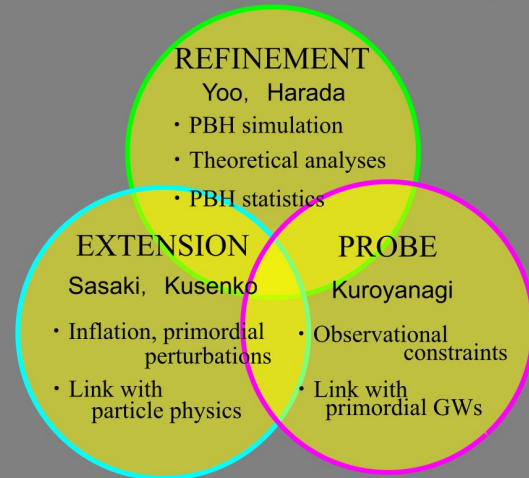 REFINEMENT
Yoo, Harada
・PBH simulation
・Theoretical analyses
・PBH statistics
EXTENSION
Sasaki, Kusenko
・Inflation, primordial
perturbations
・Link with
particle physics
PROBE
Kuroyanagi
・Observational
constraints
・Link with
primordial GWs